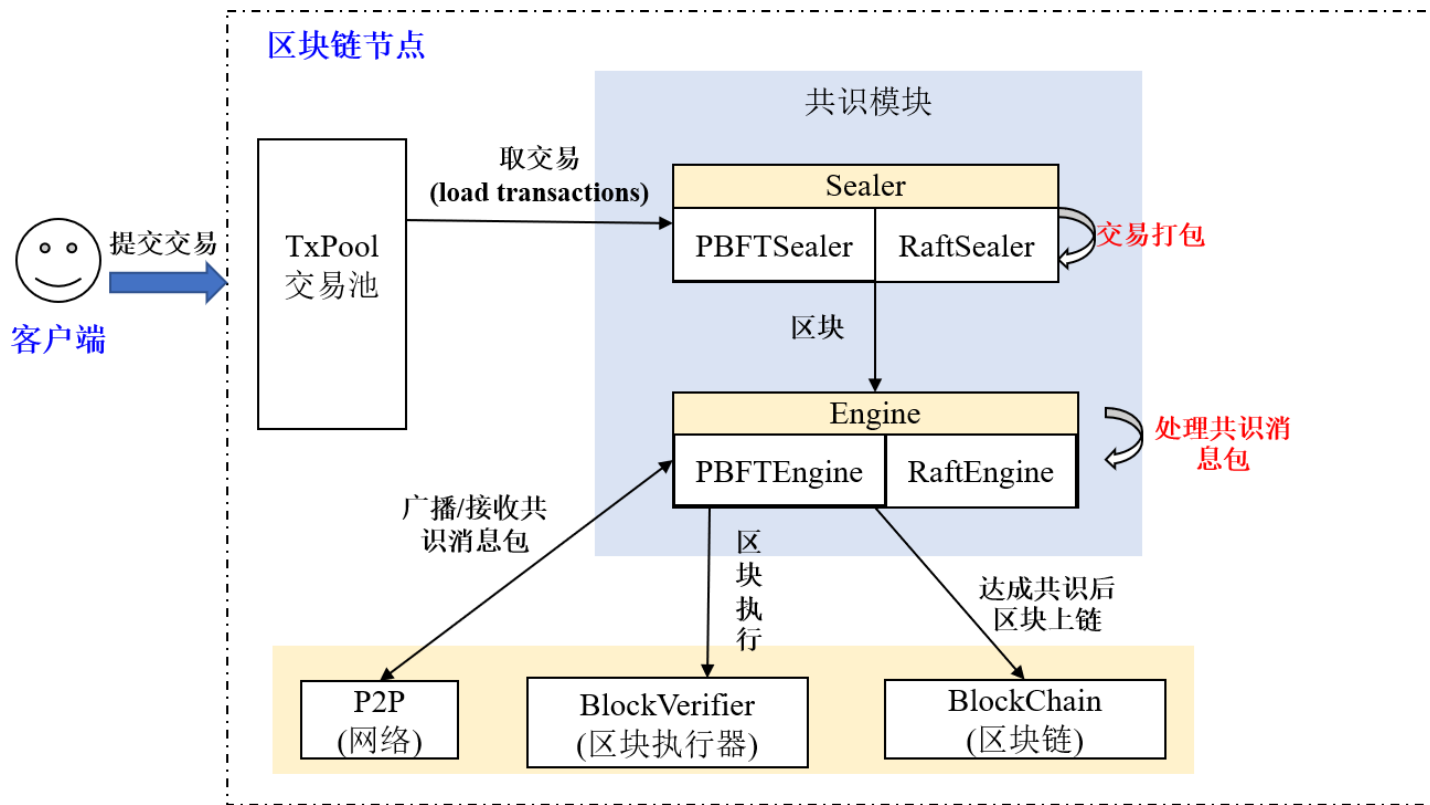 区块链节点
共识模块
取交易
(load transactions)
Sealer
PBFTSealer
RaftSealer
交易打包
提交交易
TxPool
交易池
客户端
区块
Engine
PBFTEngine
RaftEngine
处理共识消
息包
广播/接收共
识消息包
区
块
执
行
达成共识后
区块上链
P2P
(网络)
BlockVerifier
(区块执行器)
BlockChain
(区块链)